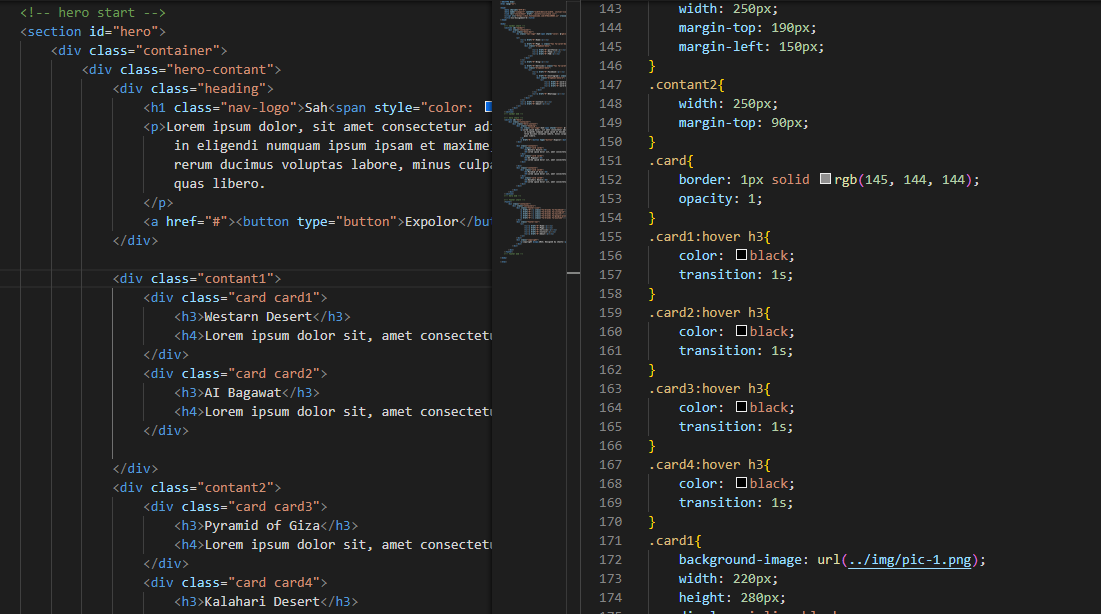 <!-- hero start -->
<section id="hero">
<div class="container">
<div class="hero-contant">
<div class="heading">
<h1 class="nav-logo">Sah<span style="color:
<p>Lorem ipsum dolor, sit amet consectetur adi
in eligendi numquam ipsum ipsam et maxime,
rerum ducimus voluptas labore, minus culpa
quas libero.
</p>
<a href="#"><button type="button">Expolor</but
</div>
<div class="contant1">
<div class="card card1">
<h3>Westarn Desert</h3>
<h4>Lorem ipsum dolor sit, amet consectetu
</div>
<div class="card card2">
<h3>AI Bagawat</h3>
<h4>Lorem ipsum dolor sit, amet consectetu
</div>
</div>
<div class="contant2">
<div class="card card3">
<h3>Pyramid of Giza</h3>
<h4>Lorem ipsum dolor sit, amet consectetu
</div>
<div class="card card4">
<h3>Kalahari Desert</h3>
143 width: 250px;
144 margin-top: 190px;
145 margin-left: 150px;
146 }
147 .contant2{
148 width: 250px;
149 margin-top: 90px;
150 }
151 .card{
152 border: 1px solid rgb(145, 144, 144);
153 opacity: 1;
154 }
155 .card1:hover h3{
156 color: black;
157 transition: 1s;
158 }
159 .card2:hover h3{
160 color: black;
161 transition: 1s;
162 }
163 .card3:hover h3{
164 color: black;
165 transition: 1s;
166 }
167 .card4:hover h3{
168 color: black;
169 transition: 1s;
170 }
171 .card1{
172 background-image: url(../img/pic-1.png);
173 width: 220px;
174 height: 280px;